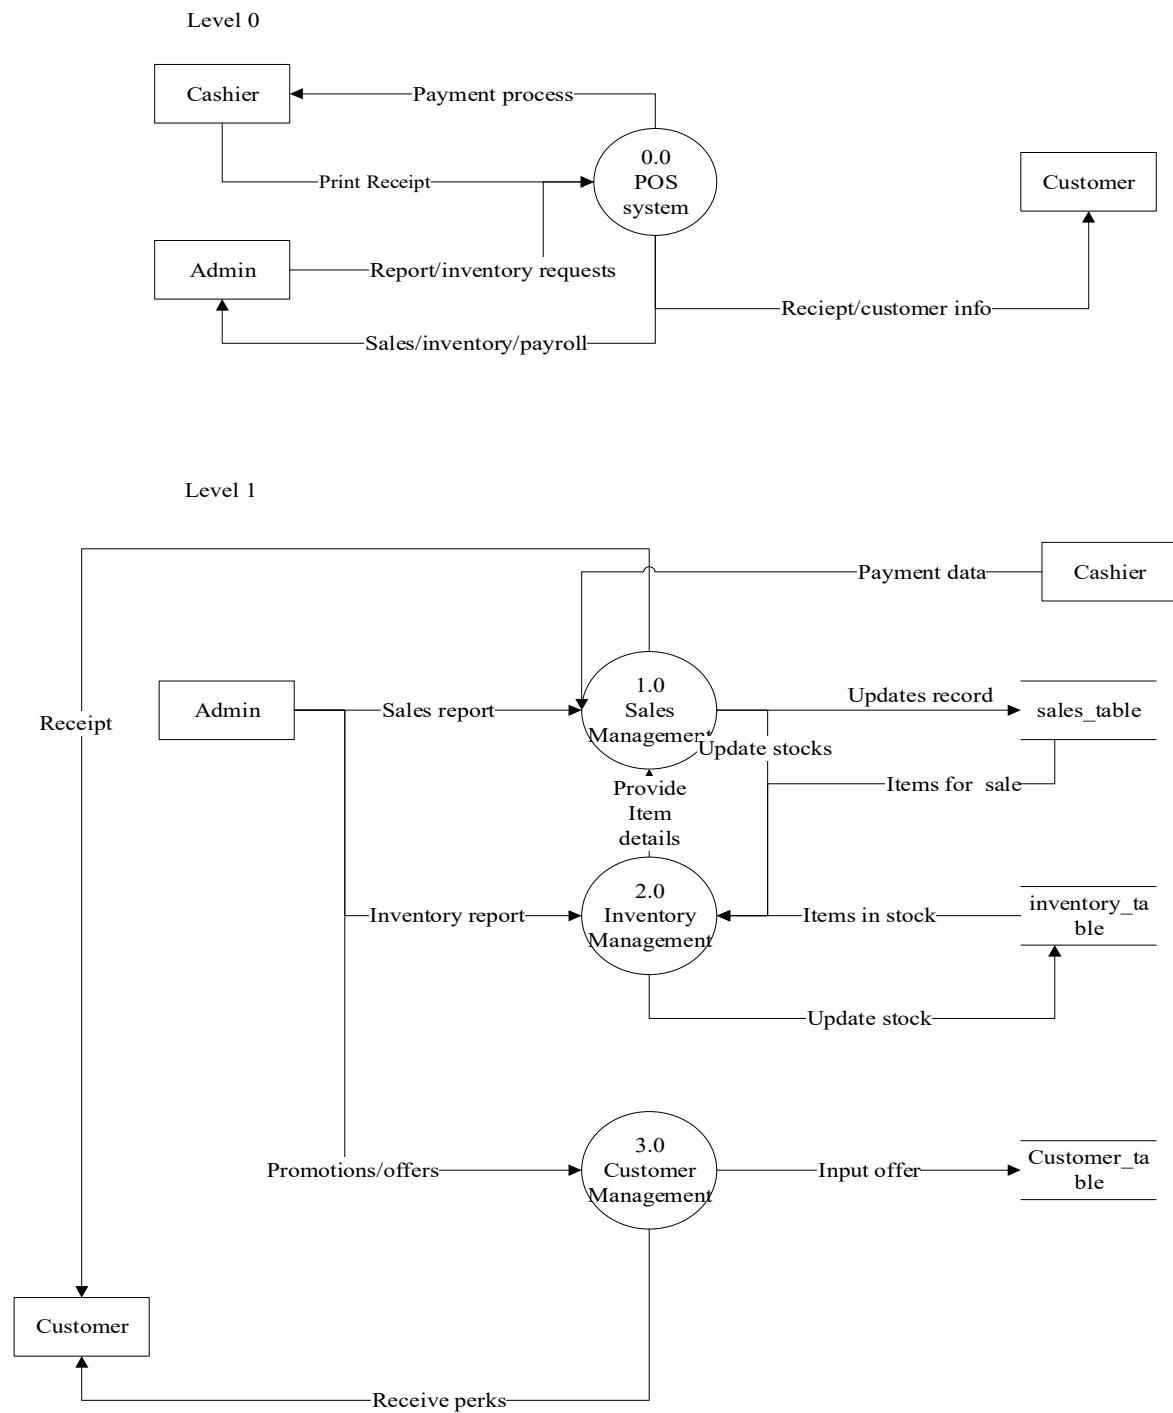 Level 0
Cashier
Payment process
0.0
POS
system
Print Receipt
Customer
Admin
Report/inventory requests
Reciept/customer info
Sales/inventory/payroll
Level 1
Payment data
Cashier
1.0
Sales
Management
Admin
Sales report
Updates record
sales_table
Receipt
Update stocks
Items for  sale
Provide
Item
details
2.0
Inventory
Management
Inventory report
Items in stock
inventory_ta
ble
Update stock
3.0
Customer
Management
Promotions/offers
Input offer
Customer_ta
ble
Customer
Receive perks